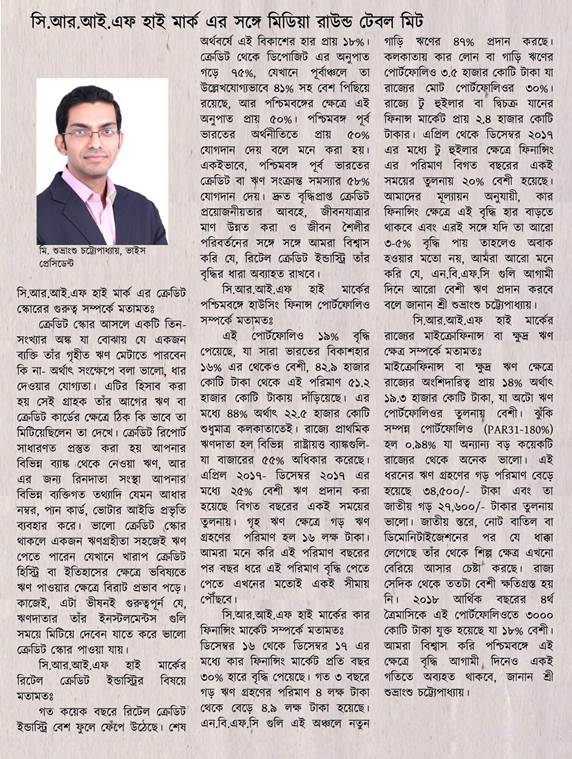 সি.আর.আই.এফ হাই মার্ক এর সঙ্গে মিডিয়া রাউন্ড টেবল মিট
মি. শুভ্রাংশু চট্টোপাধ্যায়, ভাইস
প্রেসিডেন্ট
সি.আর.আই.এফ হাই মার্ক এর ক্রেডিট
স্কোরের গুরুত্ব সম্পর্কে মতামতঃ
ক্রেডিট স্কোর আসলে একটি তিন-
সংখ্যার অঙ্ক যা বোঝায় যে একজন
ব্যক্তি তাঁর গৃহীত ঋণ মেটাতে পারবেন
কি না- অর্থাৎ সংক্ষেপে বলা ভালো, ধার
দেওয়ার যোগ্যতা। এটির হিসাব করা
হয় সেই গ্রাহক তাঁর আগের ঋণ বা
ক্রেডিট কার্ডের ক্ষেত্রে ঠিক কি ভাবে তা
মিটিয়েছিলেন তা দেখে। ক্রেডিট রিপোর্ট
সাধারণত প্রস্তুত করা হয় আপনার
বিভিন্ন ব্যাঙ্ক থেকে নেওয়া ঋণ, আর
এর জন্য রিনদাতা সংস্থা আপনার
বিভিন্ন ব্যক্তিগত তথ্যাদি যেমন আধার
নম্বর, প্যান কার্ড, ভোটার আইডি প্রভৃতি
ব্যবহার করে। ভালো ক্রেডিট স্কোর
থাকলে একজন ঋণগ্রহীতা সহজেই ঋণ
পেতে পারেন যেখানে খারাপ ক্রেডিট
হিস্ট্রি বা ইতিহাসের ক্ষেত্রে ভবিষ্যতে
ঋণ পাওয়ার ক্ষেত্রে বিরাট প্রভাব পড়ে।
কাজেই, এটা ভীষনই গুরুত্বপূর্ন যে,
ঋণদাতার তাঁর ইনস্টলমেন্টস গুলি
সময়ে মিটিয়ে দেবেন যাতে করে ভালো
ক্রেডিট স্কোর পাওয়া যায়।
সি.আর.আই.এফ হাই মার্কের
রিটেল ক্রেডিট ইন্ডাস্ট্রির বিষয়ে
মতামতঃ
গত কয়েক বছরে রিটেল ক্রেডিট
ইন্ডাস্ট্রি বেশ ফুলে ফেঁপে উঠেছে। শেষ
অর্থবর্ষে এই বিকাশের হার প্রায় ১৮%।
ক্রেডিট থেকে ডিপোজিট এর অনুপাত
গড়ে ৭৫%, যেখানে পূর্বাঞ্চলে তা
উল্লেখযোগ্যভাবে ৪১% সহ বেশ পিছিয়ে
রয়েছে, আর পশ্চিমবঙ্গের ক্ষেত্রে এই
অনুপাত প্রায় ৫০%। পশ্চিমবঙ্গ পূর্ব
ভারতের অর্থনীতিতে প্রায় ৫০%
যোগদান দেয় বলে মনে করা হয়।
একইভাবে, পশ্চিমবঙ্গ পূর্ব ভারতের
ক্রেডিট বা ঋণ সংক্রান্ত সমস্যার ৫৮%
যোগদান দেয়। দ্রুত বৃদ্ধিপ্রাপ্ত ক্রেডিট
প্রয়োজনীয়তার আবহে, জীবনযাত্রার
মান উন্নত করা ও জীবন শৈলীর
পরিবর্তনের সঙ্গে সঙ্গে আমরা বিশ্বাস
করি যে, রিটেল ক্রেডিট ইন্ডাস্ট্রি তাঁর
বৃদ্ধির ধারা অব্যাহত রাখবে।
সি.আর.আই.এফ হাই মার্কের
পশ্চিমবঙ্গে হাউসিং ফিনান্স পোর্টফোলিও
সম্পর্কে মতামতঃ
এই পোর্টফোলিও ১৯% বৃদ্ধি
পেয়েছে, যা সারা ভারতের বিকাশহার
১৬% এর থেকেও বেশী, ৪২.৯ হাজার
কোটি টাকা থেকে এই পরিমাণ ৫১.২
হাজার কোটি টাকায় দাঁড়িয়েছে। এর
মধ্যে ৪৪% অর্থাৎ ২২.৫ হাজার কোটি
শুধুমাত্র কলকাতাতেই। রাজ্যে প্রাথমিক
ঋণদাতা হল বিভিন্ন রাষ্ট্রায়ত্ত ব্যাঙ্কগুলি-
যা বাজারের ৫৫% অধিকার করেছে।
এপ্রিল ২০১৭- ডিসেম্বর ২০১৭ এর
মধ্যে ২৫% বেশী ঋণ প্রদান করা
হয়েছে বিগত বছরের একই সময়ের
তুলনায়। গৃহ ঋণ ক্ষেত্রে গড় ঋণ
গ্রহণের পরিমাণ হল ১৬ লক্ষ টাকা।
আমরা মনে করি এই পরিমাণ বছরের
পর বছর ধরে এই পরিমাণ বৃদ্ধি পেতে
পেতে এখনের মতোই একই সীমায়
পৌঁছবে।
সি.আর.আই.এফ হাই মার্কের কার
ফিনান্সিং মার্কেট সম্পর্কে মতামতঃ
ডিসেম্বর ১৬ থেকে ডিসেম্বর ১৭ এর
মধ্যে কার ফিনান্সিং মার্কেট প্রতি বছর
৩০% হারে বৃদ্ধি পেয়েছে। গত ৩ বছরে
গড় ঋণ গ্রহণের পরিমাণ ৪ লক্ষ টাকা
থেকে বেড়ে ৪.৯ লক্ষ টাকা হয়েছে।
এন.বি.এফ.সি গুলি এই অঞ্চলে নতুন
গাড়ি ঋণের ৪৭% প্রদান করছে।
কলকাতায় কার লোন বা গাড়ি ঋণের
পোর্টফোলিও ৩.৫ হাজার কোটি টাকা যা
রাজ্যের মোট পোর্টফোলিওর ৩০%।
রাজ্যে টু হুইলার বা দ্বিচক্র যানের
ফিনান্স মার্কেট প্রায় ২.৪ হাজার কোটি
টাকার। এপ্রিল থেকে ডিসেম্বর ২০১৭
এর মধ্যে টু হুইলার ক্ষেত্রে ফিনান্সিং
এর পরিমাণ বিগত বছরের একই
সময়ের তুলনায় ২০% বেশী হয়েছে।
আমাদের মূল্যায়ন অনুযায়ী, কার
ফিনান্সিং ক্ষেত্রে এই বৃদ্ধি হার বাড়তে
থাকবে এবং এরই সঙ্গে যদি তা আরো
৩-৫% বৃদ্ধি পায় তাহলেও অবাক
হওয়ার মতো নয়, আমরা আরো মনে
করি যে, এন.বি.এফ.সি গুলি আগামী
দিনে আরো বেশী ঋণ প্রদান করবে
বলে জানান শ্রী শুভ্রাংশু চট্টোপাধ্যায়।
সি.আর.আই.এফ হাই মার্কের
রাজ্যের মাইক্রোফিনান্স বা ক্ষুদ্র ঋণ
ক্ষেত্র সম্পর্কে মতামতঃ
মাইক্রোফিনান্স বা ক্ষুদ্র ঋণ ক্ষেত্রে
রাজ্যের অংশিদারিত্ব প্রায় ১৪% অর্থাৎ
১৯.৩ হাজার কোটি টাকা, যা অটো ঋণ
পোর্টফোলিওর তুলনায় বেশী। ঝুঁকি
সম্পন্ন পোর্টফোলিও (PAR31-180%)
হল ০.৯৪% যা অন্যান্য বড় কয়েকটি
রাজ্যের থেকে অনেক ভালো। এই
ধরনের ঋণ গ্রহণের গড় পরিমাণ বেড়ে
হয়েছে ৩৪,৫০০/- টাকা এবং তা
জাতীয় গড় ২৭,৬০০/- টাকার তুলনায়
ভালো। জাতীয় স্তরে, নোট বাতিল বা
ডিমোনিটাইজেশনের পর যে ধাক্কা
লেগেছে তাঁর থেকে শিল্প ক্ষেত্র এখনো
বেরিয়ে আসার চেষ্টা করছে। রাজ্য
সেদিক থেকে ততটা বেশী ক্ষতিগ্রস্ত হয়
নি। ২০১৮ আর্থিক বছরের ৪র্থ
ত্রৈমাসিকে এই পোর্টফোলিওতে ৩০০০
কোটি টাকা যুক্ত হয়েছে যা ১৮% বেশী।
আমরা বিশ্বাস করি পশ্চিমবঙ্গে এই
ক্ষেত্রে বৃদ্ধি আগামী দিনেও একই
গতিতে অব্যহত থাকবে, জানান শ্রী
শুভ্রাংশু চট্টোপাধ্যায়।